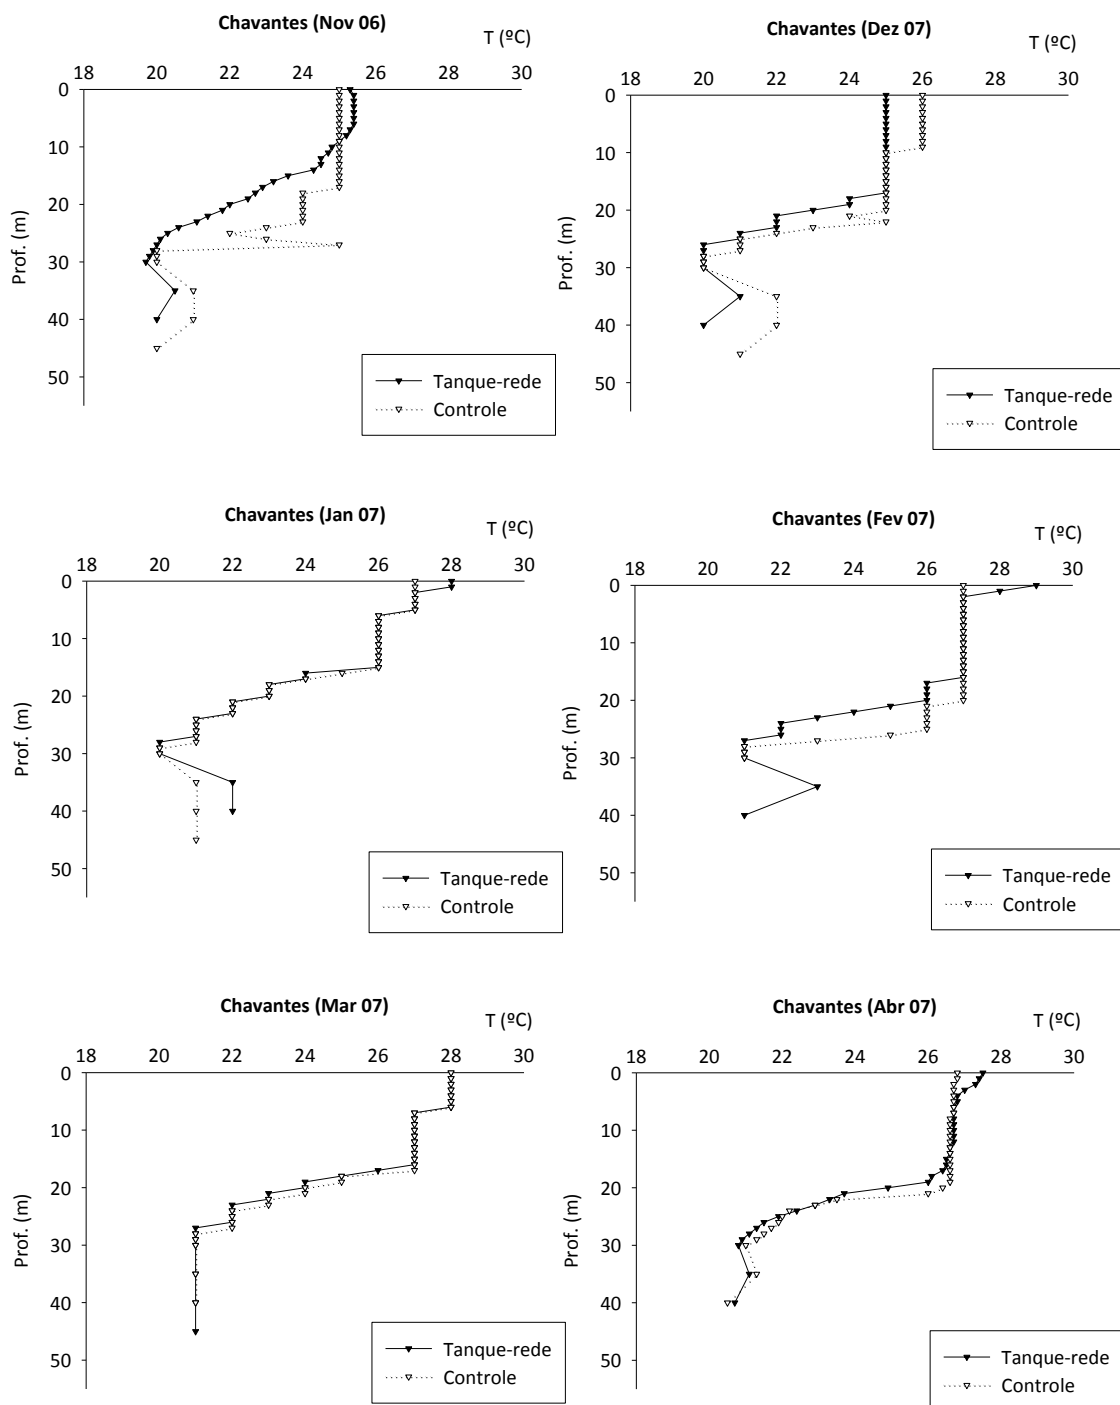 Chavantes (Nov 06)
T (ºC)
18 20 22 24 26 28 30
0
10
20
30
40
50
Prof. (m)
Tanque-rede
Controle
Chavantes (Dez 07)
T (ºC)
18 20 22 24 26 28 30
0
10
20
30
40
50
Prof. (m)
Tanque-rede
Controle
Chavantes (Jan 07)
T (ºC)
18 20 22 24 26 28 30
0
10
20
30
40
50
Prof. (m)
Tanque-rede
Controle
Chavantes (Fev 07)
T (ºC)
18 20 22 24 26 28 30
0
10
20
30
40
50
Prof. (m)
Tanque-rede
Controle
Chavantes (Mar 07)
T (ºC)
18 20 22 24 26 28 30
0
10
20
30
40
50
Prof. (m)
Tanque-rede
Controle
Chavantes (Abr 07)
T (ºC)
18 20 22 24 26 28 30
0
10
20
30
40
50
Prof. (m)
Tanque-rede
Controle